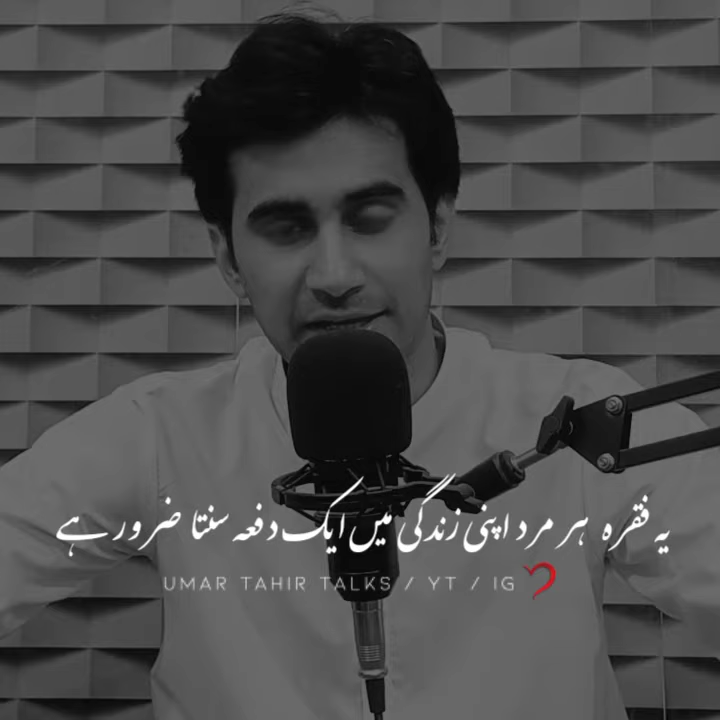 یہ فقرہ ہر مرد اپنی زندگی میں ایک دفعہ سنتا ضرور ہے
UMAR TAHIR TALKS / YT / IG